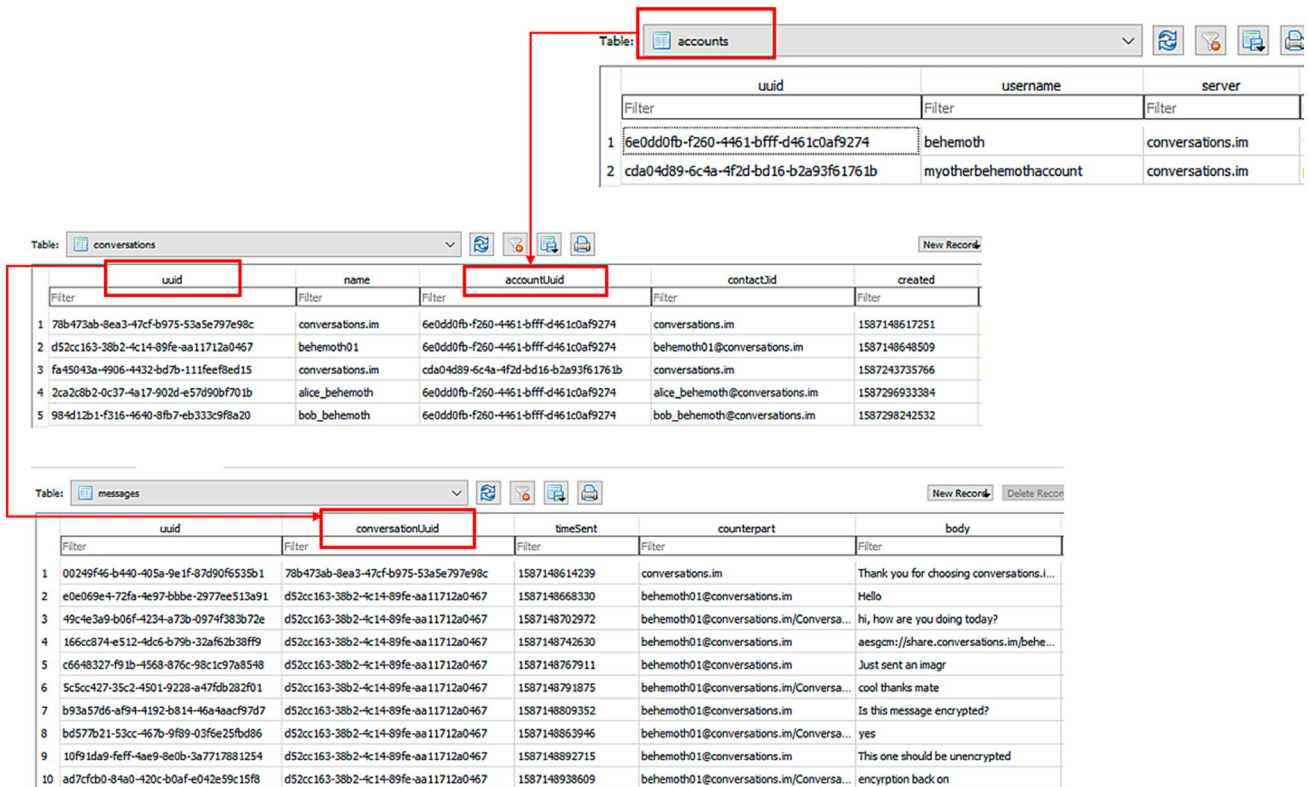 Table: accounts
uuid username server
Filter Filter Filter
1 6e0dd0fb-f260-4461-bfff-d461c0af9274 behemoth conversations.im
2 cda04d89-6c4a-4f2d-bd16-b2a93f61761b myotherbehemothaccount conversations.im
Table: conversations New Record
uuid name accountUuid contactJid created
Filter Filter Filter Filter Filter
1 78b473ab-8ea3-47cf-b975-53a5e797e98c conversations.im 6e0dd0fb-f260-4461-bfff-d461c0af9274 conversations.im 1587148617251
2 d52cc163-38b2-4c14-89fe-aa11712a0467 behemoth01 6e0dd0fb-f260-4461-bfff-d461c0af9274 behemoth01@conversations.im 1587148648509
3 fa45043a-4906-4432-bd7b-111feef8ed15 conversations.im cda04d89-6c4a-4f2d-bd16-b2a93f61761b conversations.im 1587243735766
4 2ca2c8b2-0c37-4a17-902d-e57d90bf701b alice_behemoth 6e0dd0fb-f260-4461-bfff-d461c0af9274 alice_behemoth@conversations.im 1587296933384
5 984d12b1-f316-4640-8fb7-eb333c9f8a20 bob_behemoth 6e0dd0fb-f260-4461-bfff-d461c0af9274 bob_behemoth@conversations.im 1587298242532
Table: messages New Record Delete Recor
uuid conversationUuid timeSent counterpart body
Filter Filter Filter Filter Filter
1 00249f46-b440-405a-9e1f-87d90f6535b1 78b473ab-8ea3-47cf-b975-53a5e797e98c 1587148614239 conversations.im Thank you for choosing conversations.i...
2 e0e069e4-72fa-4e97-bbbe-2977ee513a91 d52cc163-38b2-4c14-89fe-aa11712a0467 1587148668330 behemoth01@conversations.im Hello
3 49c4e3a9-b06f-4234-a73b-0974f383b72e d52cc163-38b2-4c14-89fe-aa11712a0467 1587148702972 behemoth01@conversations.im/Conversa... hi, how are you doing today?
4 166cc874-e512-4dc6-b79b-32af62b38ff9 d52cc163-38b2-4c14-89fe-aa11712a0467 1587148742630 behemoth01@conversations.im aesgcm://share.conversations.im/behe...
5 c6648327-f91b-4568-876c-98c1c97a8548 d52cc163-38b2-4c14-89fe-aa11712a0467 1587148767911 behemoth01@conversations.im Just sent an imagr
6 5c5cc427-35c2-4501-9228-a47fdb282f01 d52cc163-38b2-4c14-89fe-aa11712a0467 1587148791875 behemoth01@conversations.im/Conversa... cool thanks mate
7 b93a57d6-af94-4192-b814-46a4aacf97d7 d52cc163-38b2-4c14-89fe-aa11712a0467 1587148809352 behemoth01@conversations.im Is this message encrypted?
8 bd577b21-53cc-467b-9f89-03f6e25fbd86 d52cc163-38b2-4c14-89fe-aa11712a0467 1587148863946 behemoth01@conversations.im/Conversa... yes
9 10f91da9-feff-4ae9-8e0b-3a7717881254 d52cc163-38b2-4c14-89fe-aa11712a0467 1587148892715 behemoth01@conversations.im This one should be unencrypted
10 ad7cfcb0-84a0-420c-b0af-e042e59c15f8 d52cc163-38b2-4c14-89fe-aa11712a0467 1587148938609 behemoth01@conversations.im/Conversa... encyrption back on